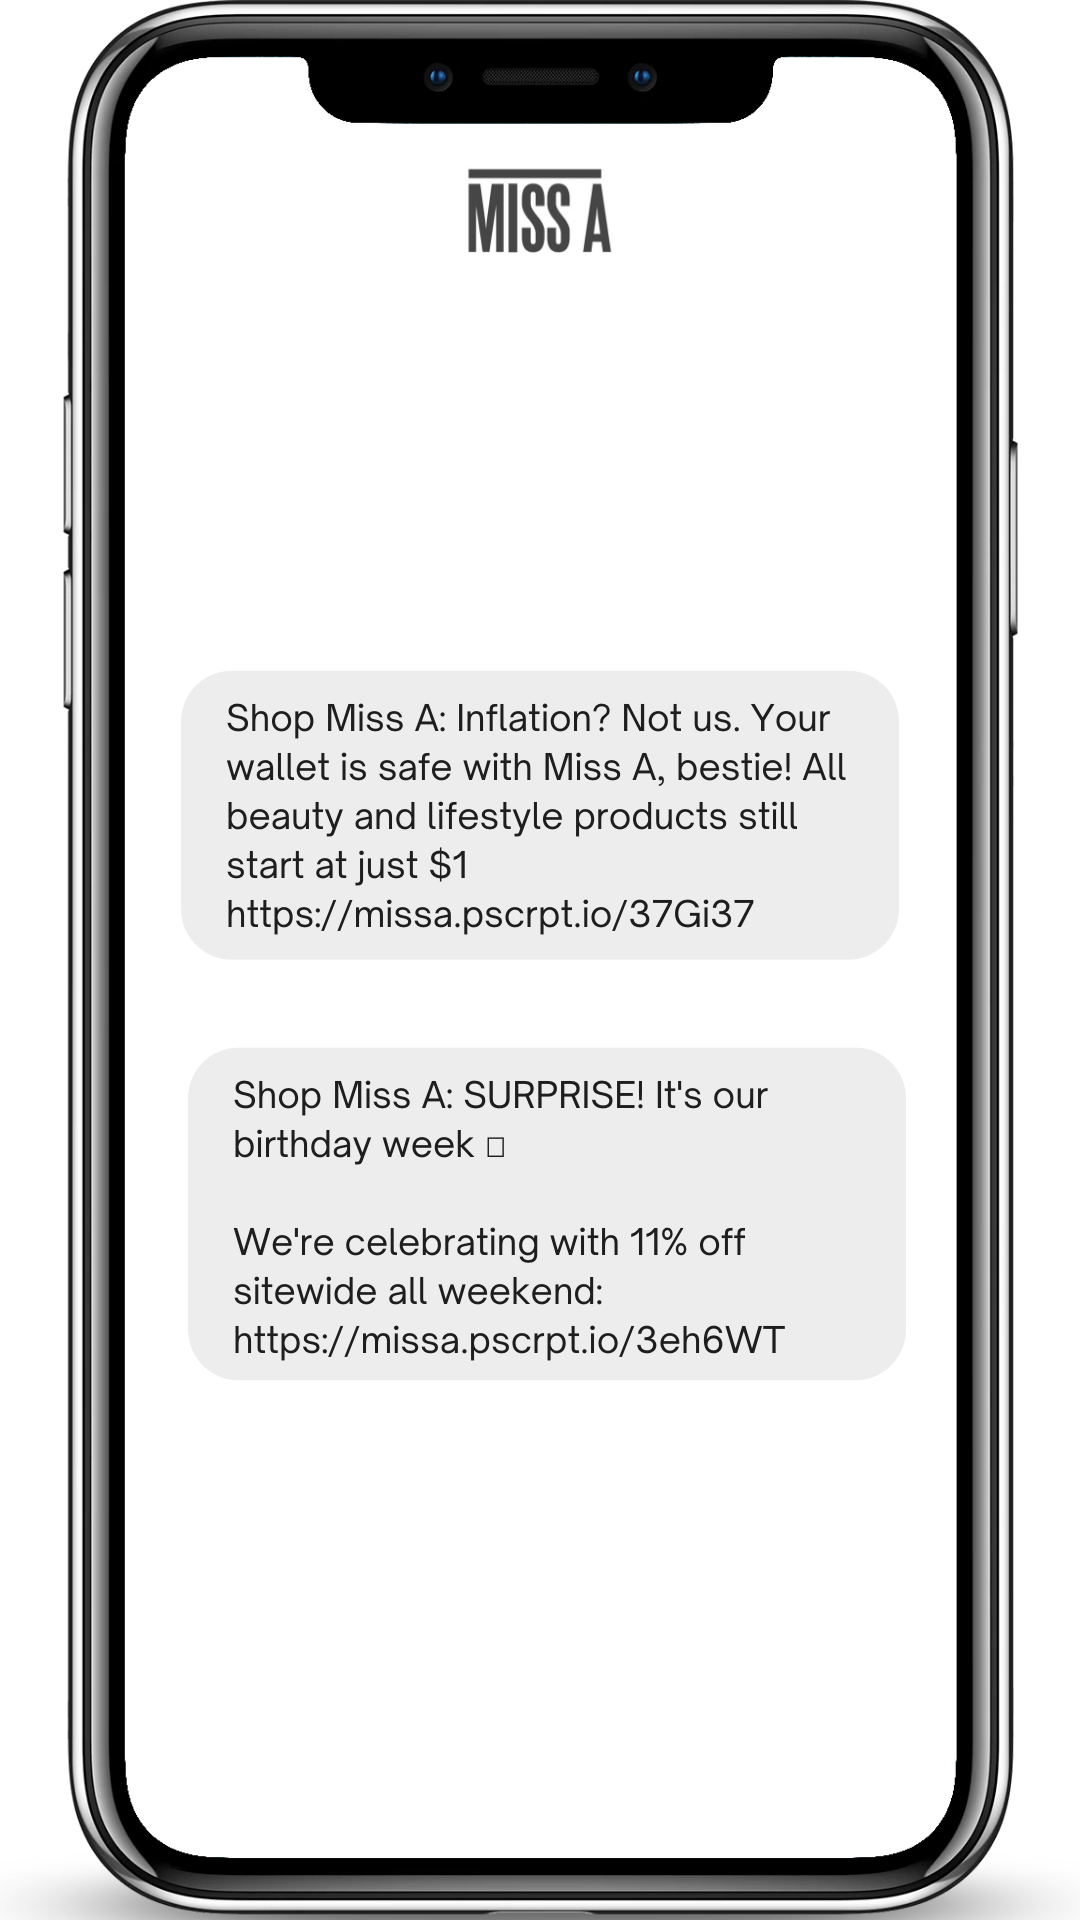 MISS A
Shop Miss A: Inflation? Not us. Your
wallet is safe with Miss A, bestie! All
beauty and lifestyle products still
start at just $1
https://missa.pscrpt.io/37Gi37
Shop Miss A: SURPRISE! It's our
birthday week □
We're celebrating with 11% off
sitewide all weekend:
https://missa.pscrpt.io/3eh6WT